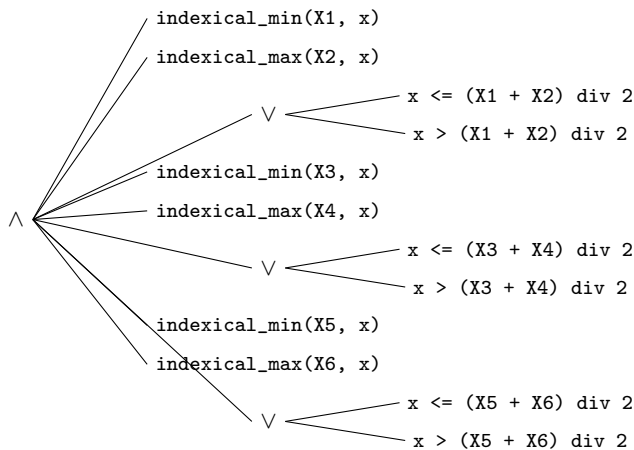 indexical_min(X1, x)
indexical_max(X2, x)
x <= (X1 + X2) div 2
∨
x > (X1 + X2) div 2
indexical_min(X3, x)
indexical_max(X4, x)
∧
x <= (X3 + X4) div 2
∨
x > (X3 + X4) div 2
indexical_min(X5, x)
indexical_max(X6, x)
x <= (X5 + X6) div 2
∨
x > (X5 + X6) div 2